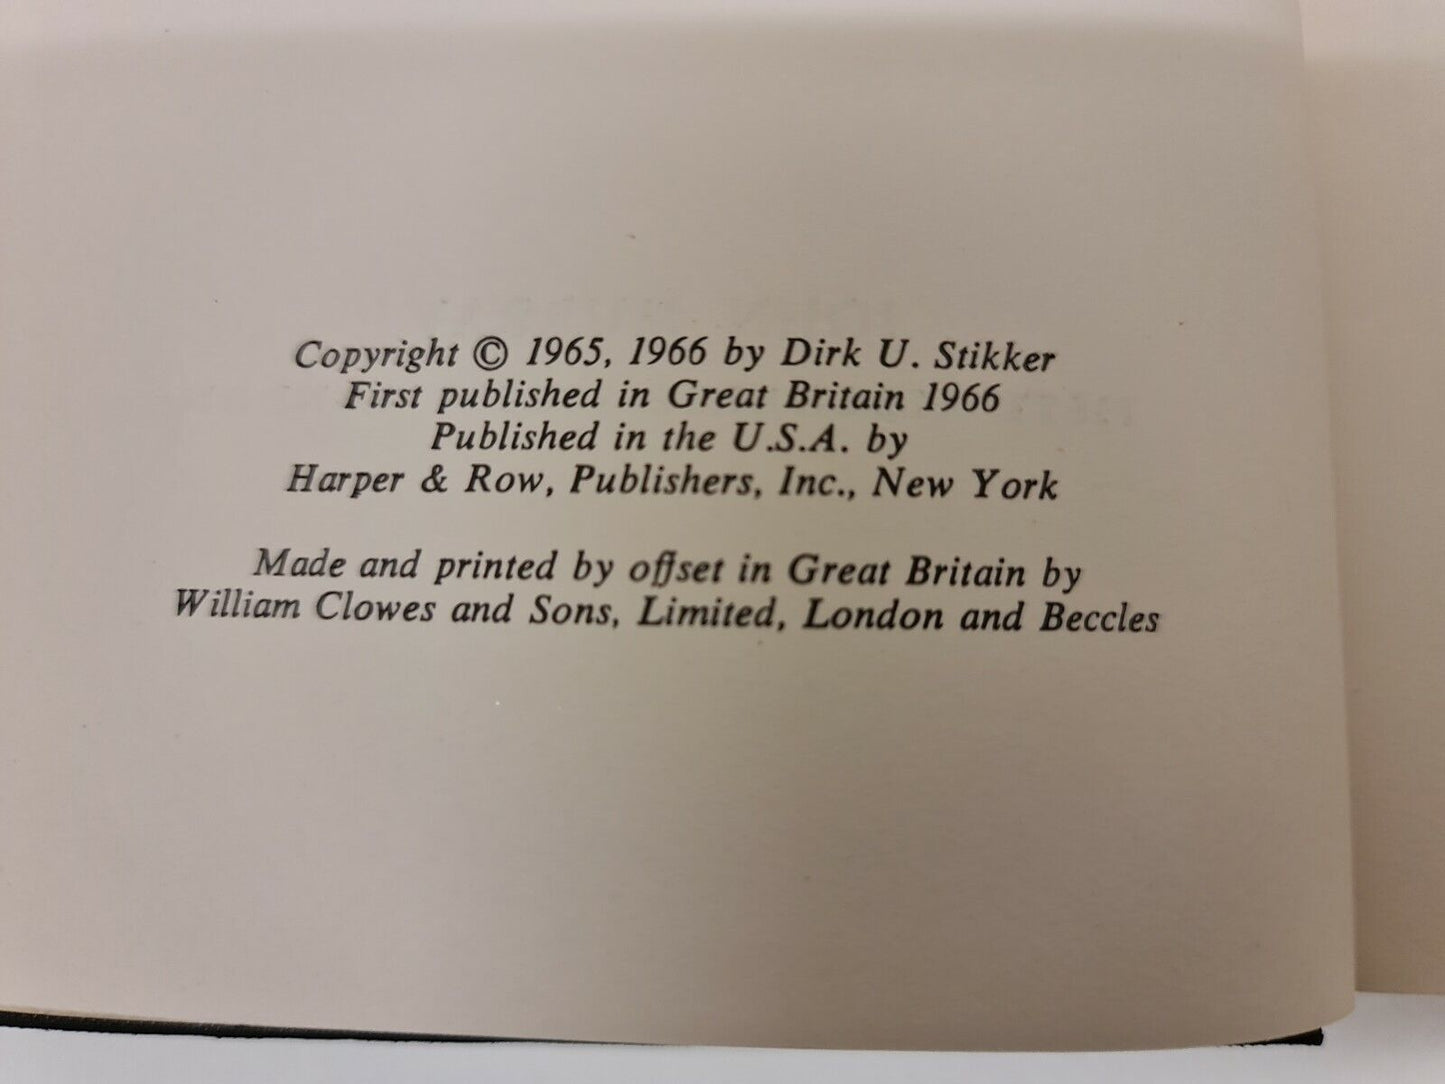 Copyright © 1965, 1966 by Dirk U. Stikker
First published in Great Britain 1966
Published in the U.S.A. by
Harper & Row, Publishers, Inc., New York
Made and printed by offset in Great Britain by
William Clowes and Sons, Limited, London and Beccles